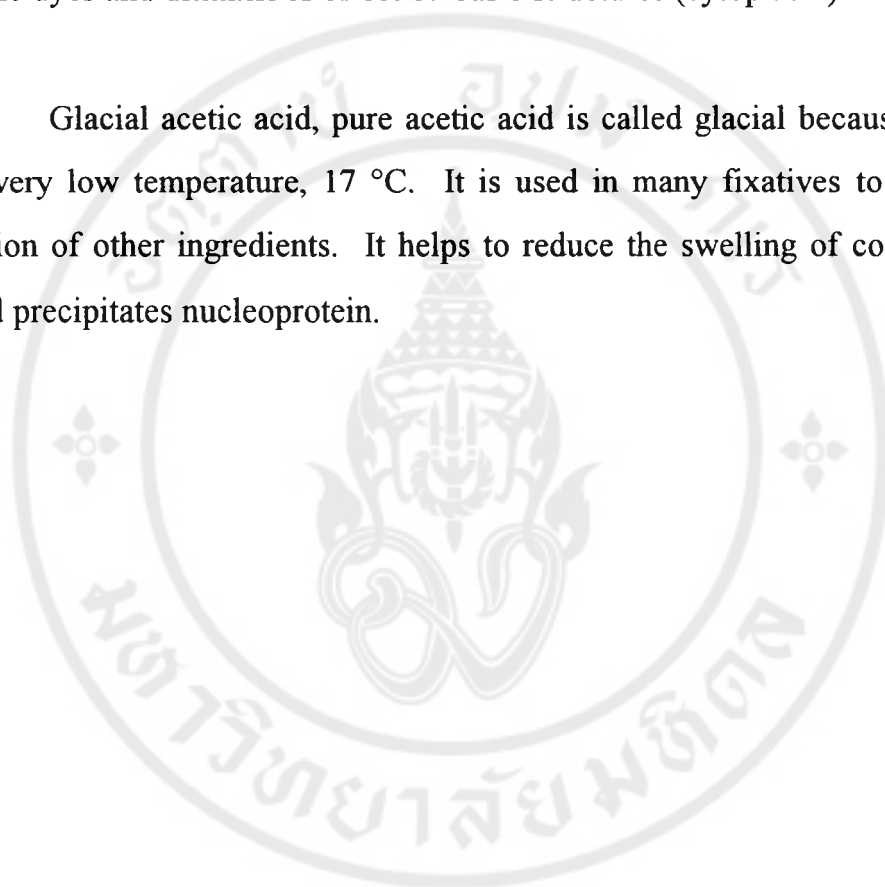 dyes and
Glacial acetic acid, pure acetic acid is called glacial becaus
very low temperature, 17 °C. It is used in many fixatives to
ion of other ingredients. It helps to reduce the swelling of co
precipitates nucleoprotein.
มหาวิทยาลัยมหิดล